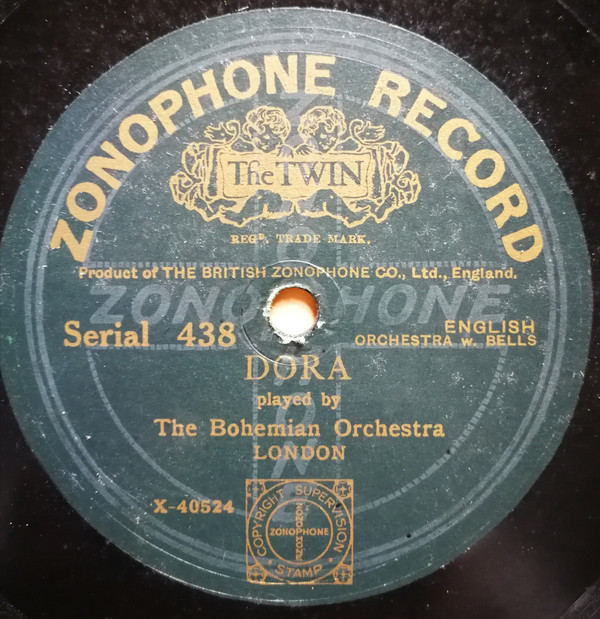 ZONOPHONE RECORD
The TWIN
REGD. TRADE MARK.
Product of THE BRITISH ZONOPHONE CO., Ltd., England.
ZONOPHONE
Serial 438
ENGLISH
ORCHESTRA w. BELLS
DORA
played by
The Bohemian Orchestra
LONDON
X-40524
COPYRIGHT SUPERVISION
ZONOPHONE
STAMP